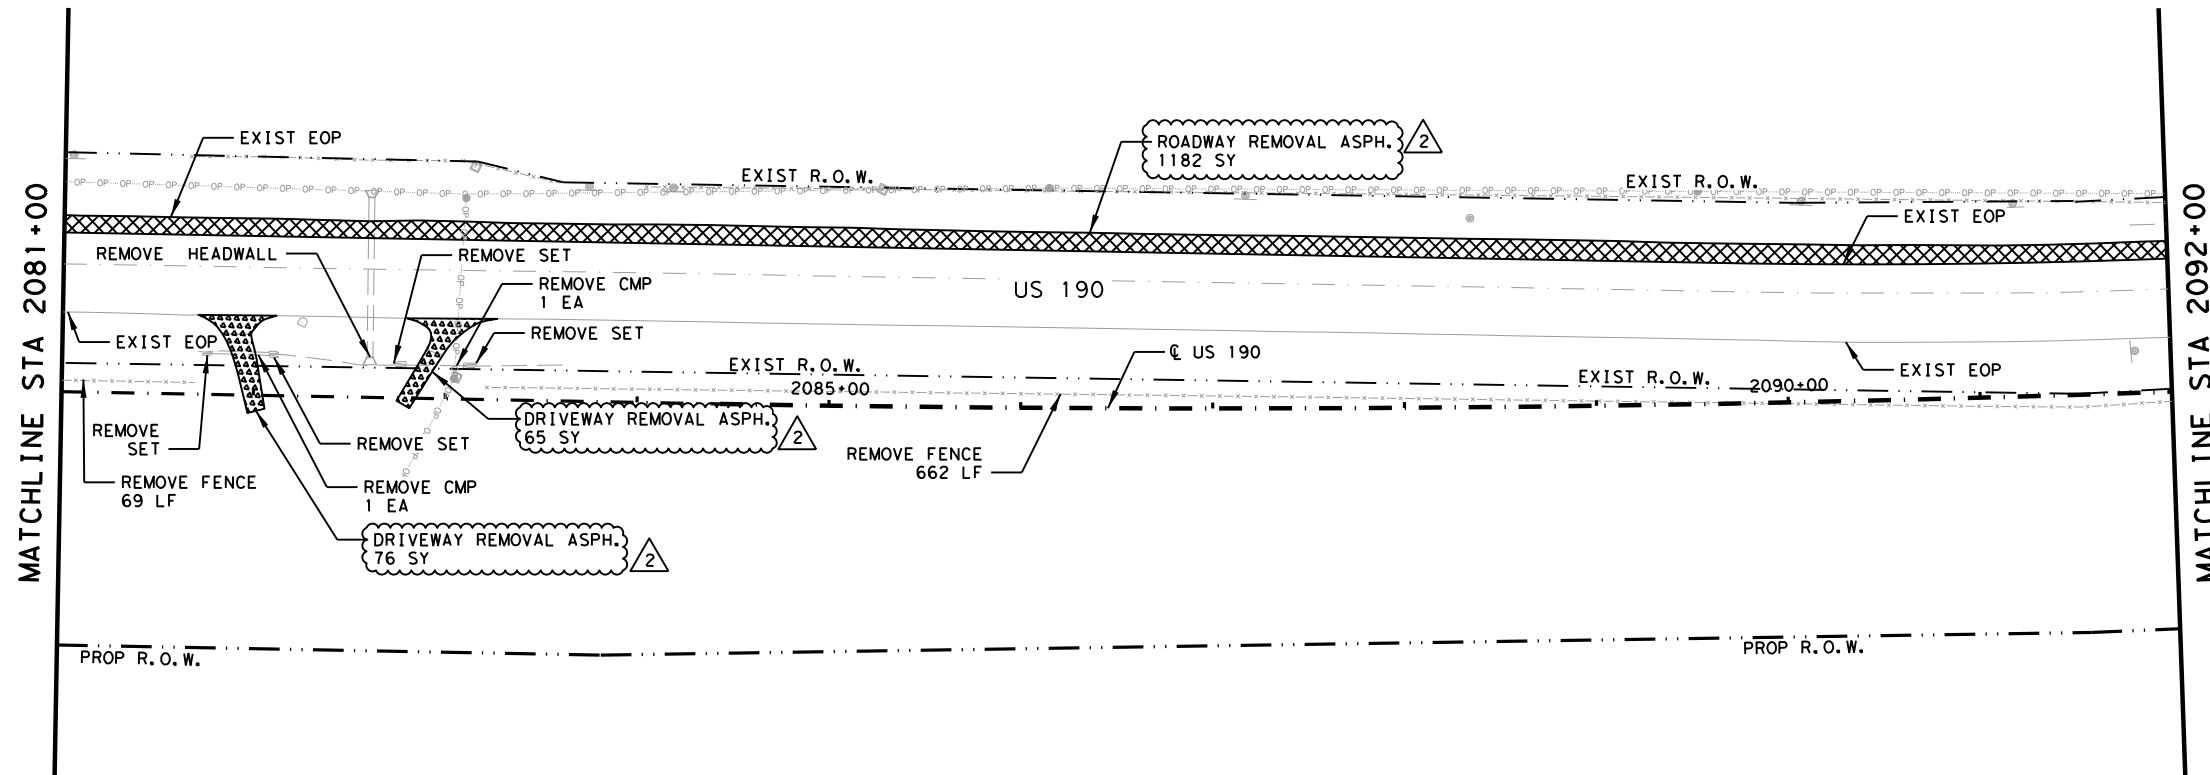 EXIST EOP
ROADWAY REMOVAL ASPH.
1182 SY
2
EXIST R.O.W.
EXIST R.O.W.
MATCHLINE STA 2081+00
MATCHLINE STA 2092+00
EXIST EOP
REMOVE HEADWALL
REMOVE SET
REMOVE CMP
1 EA
US 190
REMOVE SET
EXIST EOP
EXIST R.O.W.
℄ US 190
EXIST EOP
2085+00
EXIST R.O.W.
2090+00
DRIVEWAY REMOVAL ASPH.
65 SY
2
REMOVE
SET
REMOVE SET
REMOVE FENCE
662 LF
REMOVE FENCE
69 LF
REMOVE CMP
1 EA
DRIVEWAY REMOVAL ASPH.
76 SY
2
PROP R.O.W.
PROP R.O.W.